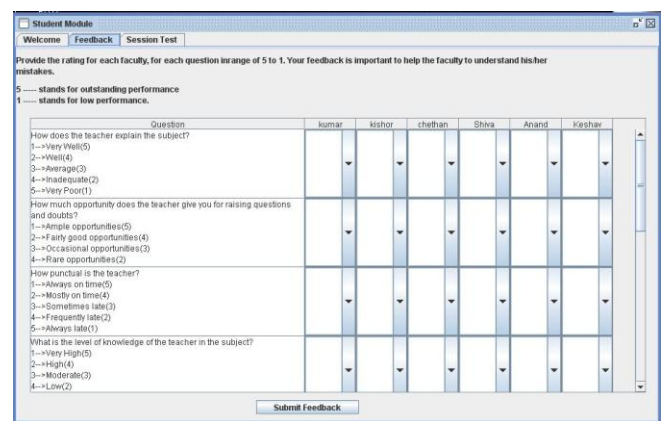 Student Module
Welcome Feedback Session Test
Provide the rating for each faculty, for each question inrange of 5 to 1. Your feedback is important to help the faculty to understand his/her
mistakes.
5 ---- stands for outstanding performance
1 ---- stands for low performance.
Question kumar kishor chethan Shiva Anand Keshav
How does the teacher explain the subject?
1-->Very Well(5)
2-->Well(4)
3-->Average(3)
4-->Inadequate(2)
5-->Very Poor(1)
How much opportunity does the teacher give you for raising questions
and doubts?
1-->Ample opportunities(5)
2-->Fairly good opportunities(4)
3-->Occasional opportunities(3)
4-->Rare opportunities(2)
How punctual is the teacher?
1-->Always on time(5)
2-->Mostly on time(4)
3-->Sometimes late(3)
4-->Frequently late(2)
5-->Always late(1)
What is the level of knowledge of the teacher in the subject?
1-->Very High(5)
2-->High(4)
3-->Moderate(3)
4-->Low(2)
Submit Feedback